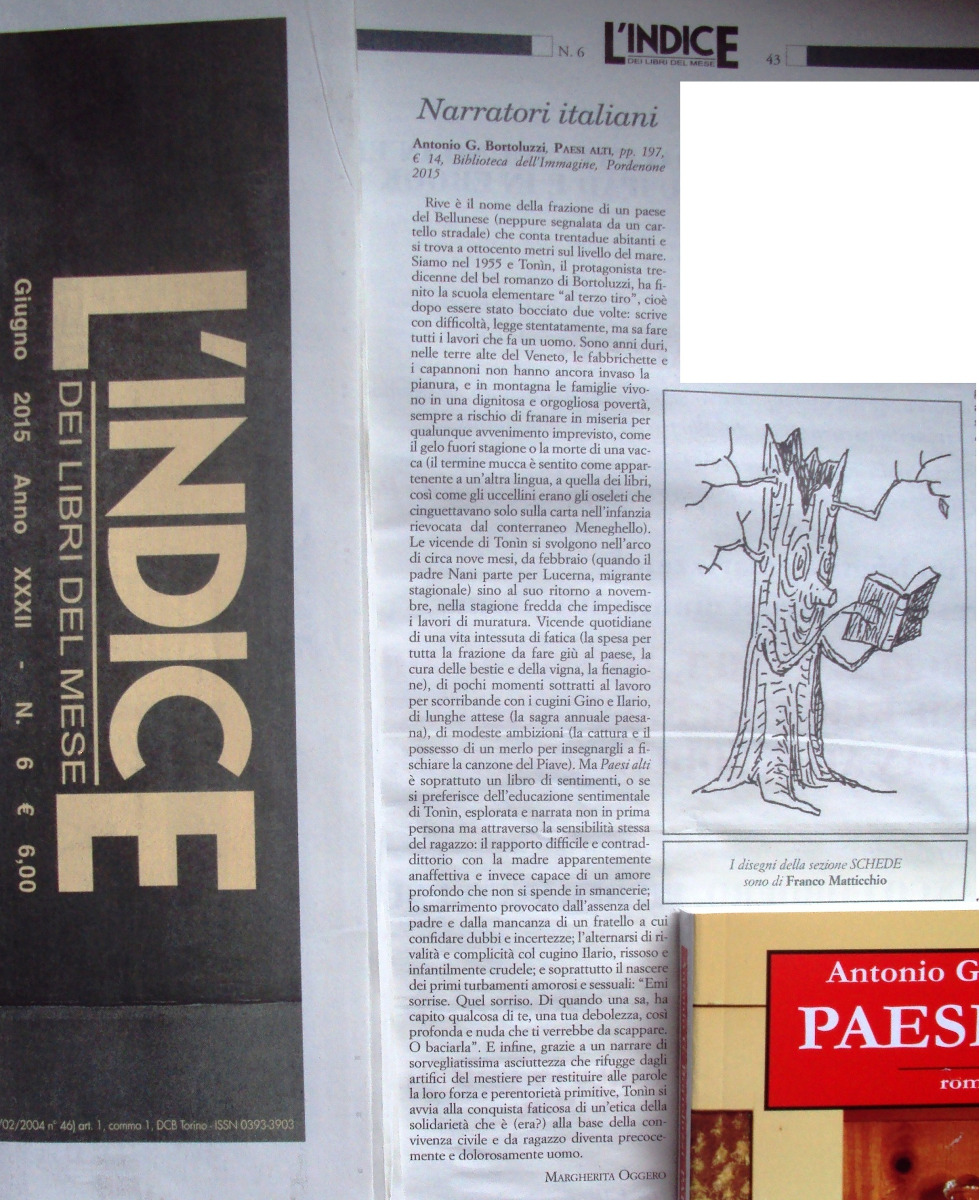 L'INDICE
DEI LIBRI DEL MESE
Giugno 2015 Anno XXXII - N. 6 € 6,00
/02/2004 n° 46) art. 1, comma 1, DCB Torino - ISSN 0393-3903
N. 6
L'INDICE
DEI LIBRI DEL MESE
43
Narratori italiani
Antonio G. Bortoluzzi, PAESI ALTI, pp. 197,
€ 14, Biblioteca dell'Immagine, Pordenone
2015
Rive è il nome della frazione di un paese
del Bellunese (neppure segnalata da un car-
tello stradale) che conta trentadue abitanti e
si trova a ottocento metri sul livello del mare.
Siamo nel 1955 e Tonìn, il protagonista tre-
dicenne del bel romanzo di Bortoluzzi, ha fi-
nito la scuola elementare “al terzo tiro”, cioè
dopo essere stato bocciato due volte: scrive
con difficoltà, legge stentatamente, ma sa fare
tutti i lavori che fa un uomo. Sono anni duri,
nelle terre alte del Veneto, le fabbrichette e
i capannoni non hanno ancora invaso la
pianura, e in montagna le famiglie vivo-
no in una dignitosa e orgogliosa povertà,
sempre a rischio di franare in miseria per
qualunque avvenimento imprevisto, come
il gelo fuori stagione o la morte di una vac-
ca (il termine mucca è sentito come appar-
tenente a un'altra lingua, a quella dei libri,
così come gli uccellini erano gli oseleti che
cinguettavano solo sulla carta nell'infanzia
rievocata dal conterraneo Meneghello).
Le vicende di Tonìn si svolgono nell'arco
di circa nove mesi, da febbraio (quando il
padre Nani parte per Lucerna, migrante
stagionale) sino al suo ritorno a novem-
bre, nella stagione fredda che impedisce
i lavori di muratura. Vicende quotidiane
di una vita intessuta di fatica (la spesa per
tutta la frazione da fare giù al paese, la
cura delle bestie e della vigna, la fienagio-
ne), di pochi momenti sottratti al lavoro
per scorribande con i cugini Gino e Ilario,
di lunghe attese (la sagra annuale paesa-
na), di modeste ambizioni (la cattura e il
possesso di un merlo per insegnargli a fi-
schiare la canzone del Piave). Ma Paesi alti
è soprattutto un libro di sentimenti, o se
si preferisce dell'educazione sentimentale
di Tonìn, esplorata e narrata non in prima
persona ma attraverso la sensibilità stessa
del ragazzo: il rapporto difficile e contrad-
dittorio con la madre apparentemente
anaffettiva e invece capace di un amore
profondo che non si spende in smancerie;
lo smarrimento provocato dall'assenza del
padre e dalla mancanza di un fratello a cui
confidare dubbi e incertezze; l'alternarsi di ri-
valità e complicità col cugino Ilario, rissoso e
infantilmente crudele; e soprattutto il nascere
dei primi turbamenti amorosi e sessuali: “Emi
sorrise. Quel sorriso. Di quando una sa, ha
capito qualcosa di te, una tua debolezza, così
profonda e nuda che ti verrebbe da scappare.
O baciarla”. E infine, grazie a un narrare di
sorvegliatissima asciuttezza che rifugge dagli
artifici del mestiere per restituire alle parole
la loro forza e perentorietà primitive, Tonìn si
avvia alla conquista faticosa di un'etica della
solidarietà che è (era?) alla base della con-
vivenza civile e da ragazzo diventa precoce-
mente e dolorosamente uomo.
MARGHERITA OGGERO
I disegni della sezione SCHEDE
sono di Franco Matticchio
Antonio G
PAESI
rom